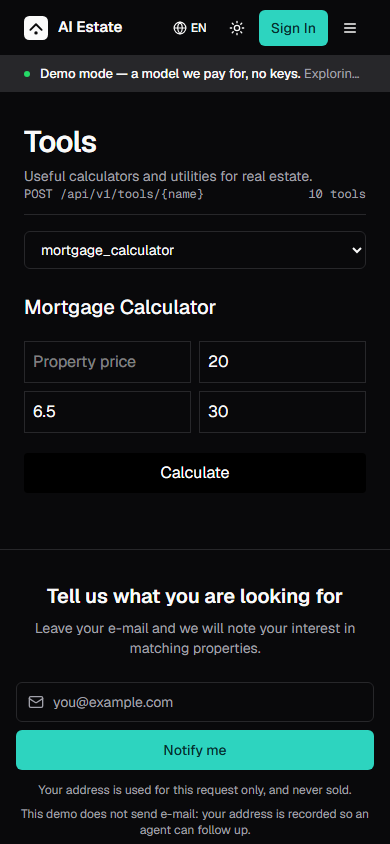 AI Estate
EN
Sign In
Demo mode — a model we pay for, no keys. Explorin...
Tools
Useful calculators and utilities for real estate.
POST /api/v1/tools/{name}
10 tools
mortgage_calculator
Mortgage Calculator
Property price
20
6.5
30
Calculate
Tell us what you are looking for
Leave your e-mail and we will note your interest in
matching properties.
you@example.com
Notify me
Your address is used for this request only, and never sold.
This demo does not send e-mail: your address is recorded so an
agent can follow up.